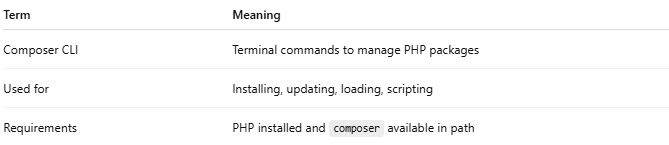 Term Meaning
Composer CLI Terminal commands to manage PHP packages
Used for Installing, updating, loading, scripting
Requirements PHP installed and composer available in path